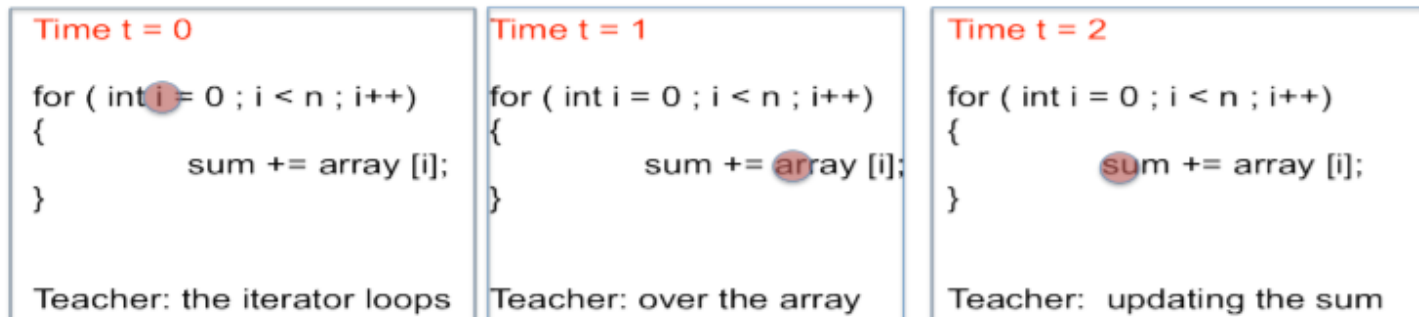 Time t = 0
for ( int i = 0 ; i < n ; i++)
{
sum += array [i];
}
Teacher: the iterator loops
Time t = 1
for ( int i = 0 ; i < n ; i++)
{
sum += array [i];
}
Teacher: over the array
Time t = 2
for ( int i = 0 ; i < n ; i++)
{
sum += array [i];
}
Teacher: updating the sum